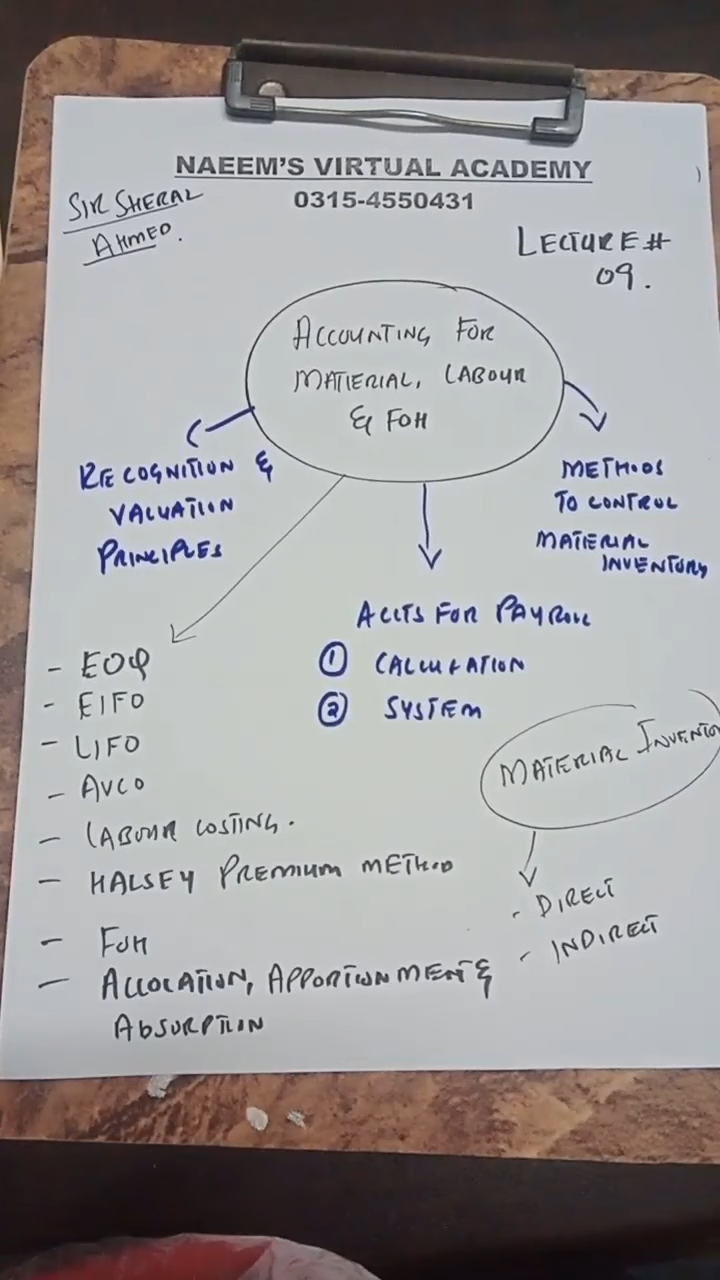 NAEEM'S VIRTUAL ACADEMY
0315-4550431
SIR SHERAZ
AHMED.
LECTURE #
09.
ACCOUNTING FOR
MATERIAL, LABOUR
& FOH
RECOGNITION &
VALUATION
PRINCIPLES
METHODS
TO CONTROL
MATERIAL
INVENTORY
ACCTS FOR PAYROLL
① CALCULATION
② SYSTEM
- EOQ
- FIFO
- LIFO
- AVCO
- LABOUR COSTING.
- HALSEY PREMIUM METHOD
- FOH
- ALLOCATION, APPORTIONMENT &
ABSORPTION
MATERIAL INVENTO
- DIRECT
- INDIRECT